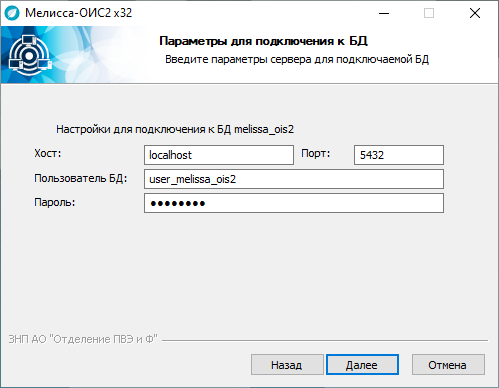 Мелисса-ОИС2 x32
Параметры для подключения к БД
Введите параметры сервера для подключаемой БД
Настройки для подключения к БД melissa_ois2
Хост: localhost Порт: 5432
Пользователь БД: user_melissa_ois2
Пароль: ●●●●●●●●
ЗНП АО "Отделение ПВЭ и Ф"
Назад Далее Отмена